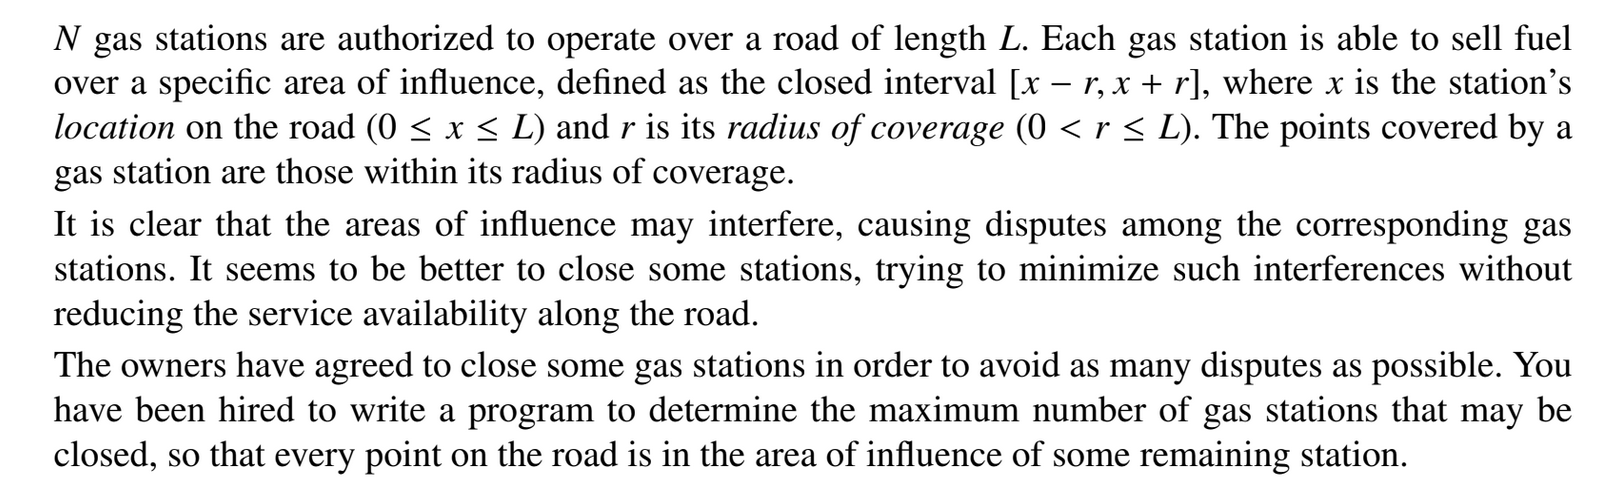 N gas stations are authorized to operate over a road of length L. Each gas station is able to sell fuel
over a specific area of influence, defined as the closed interval [x − r, x + r], where x is the station’s
location on the road (0 ≤ x ≤ L) and r is its radius of coverage (0 < r ≤ L). The points covered by a
gas station are those within its radius of coverage.
It is clear that the areas of influence may interfere, causing disputes among the corresponding gas
stations. It seems to be better to close some stations, trying to minimize such interferences without
reducing the service availability along the road.
The owners have agreed to close some gas stations in order to avoid as many disputes as possible. You
have been hired to write a program to determine the maximum number of gas stations that may be
closed, so that every point on the road is in the area of influence of some remaining station.